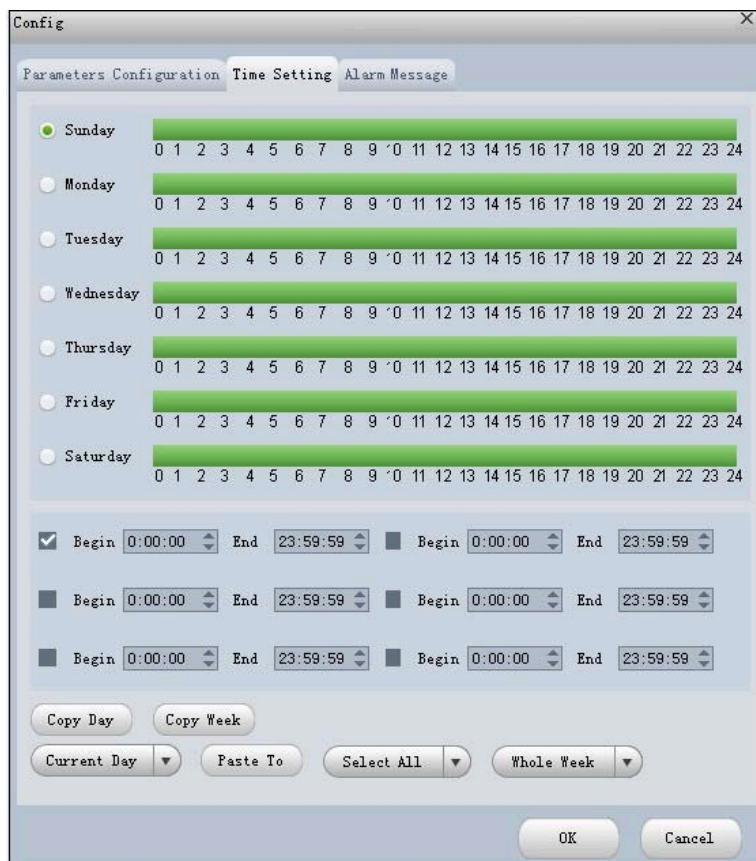 Config
Parameters Configuration Time Setting Alarm Message
Sunday
0 1 2 3 4 5 6 7 8 9 10 11 12 13 14 15 16 17 18 19 20 21 22 23 24
Monday
0 1 2 3 4 5 6 7 8 9 10 11 12 13 14 15 16 17 18 19 20 21 22 23 24
Tuesday
0 1 2 3 4 5 6 7 8 9 10 11 12 13 14 15 16 17 18 19 20 21 22 23 24
Wednesday
0 1 2 3 4 5 6 7 8 9 10 11 12 13 14 15 16 17 18 19 20 21 22 23 24
Thursday
0 1 2 3 4 5 6 7 8 9 10 11 12 13 14 15 16 17 18 19 20 21 22 23 24
Friday
0 1 2 3 4 5 6 7 8 9 10 11 12 13 14 15 16 17 18 19 20 21 22 23 24
Saturday
0 1 2 3 4 5 6 7 8 9 10 11 12 13 14 15 16 17 18 19 20 21 22 23 24
Begin 0:00:00 End 23:59:59 Begin 0:00:00 End 23:59:59
Begin 0:00:00 End 23:59:59 Begin 0:00:00 End 23:59:59
Begin 0:00:00 End 23:59:59 Begin 0:00:00 End 23:59:59
Copy Day Copy Week
Current Day Paste To Select All Whole Week
OK Cancel